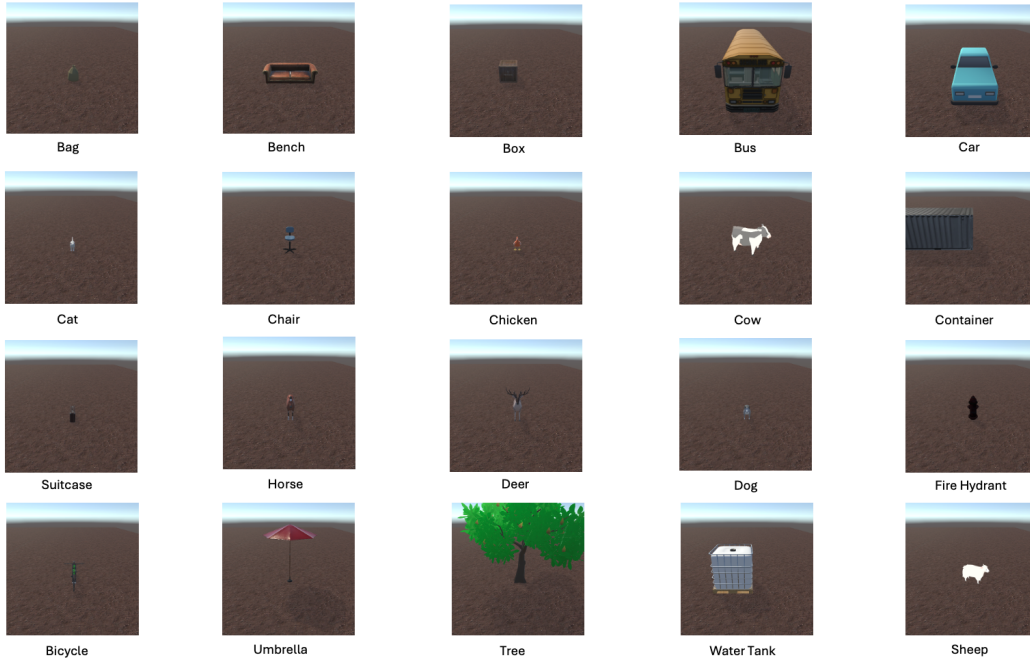 Bag
Bench
Box
Bus
Car
Cat
Chair
Chicken
Cow
Container
Suitcase
Horse
Deer
Dog
Fire Hydrant
Bicycle
Umbrella
Tree
Water Tank
Sheep